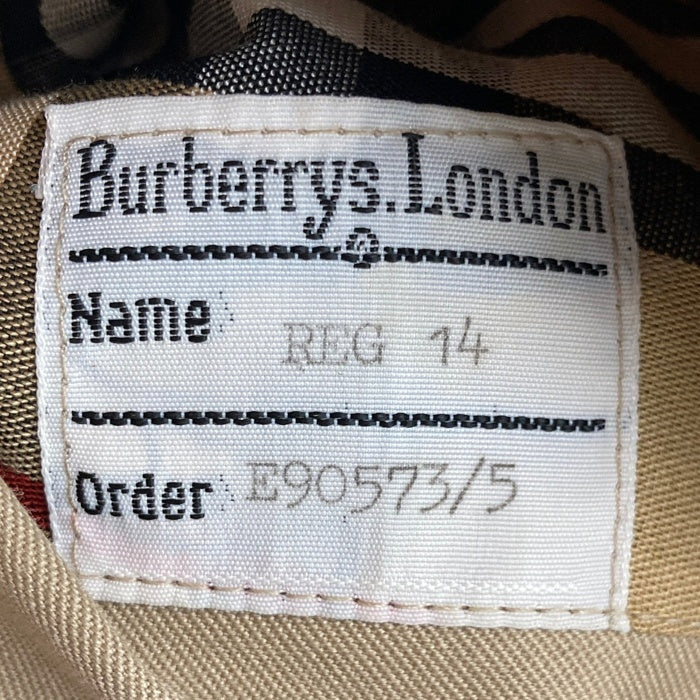 Burberrys.London
Name REG 14
Order E90573/5